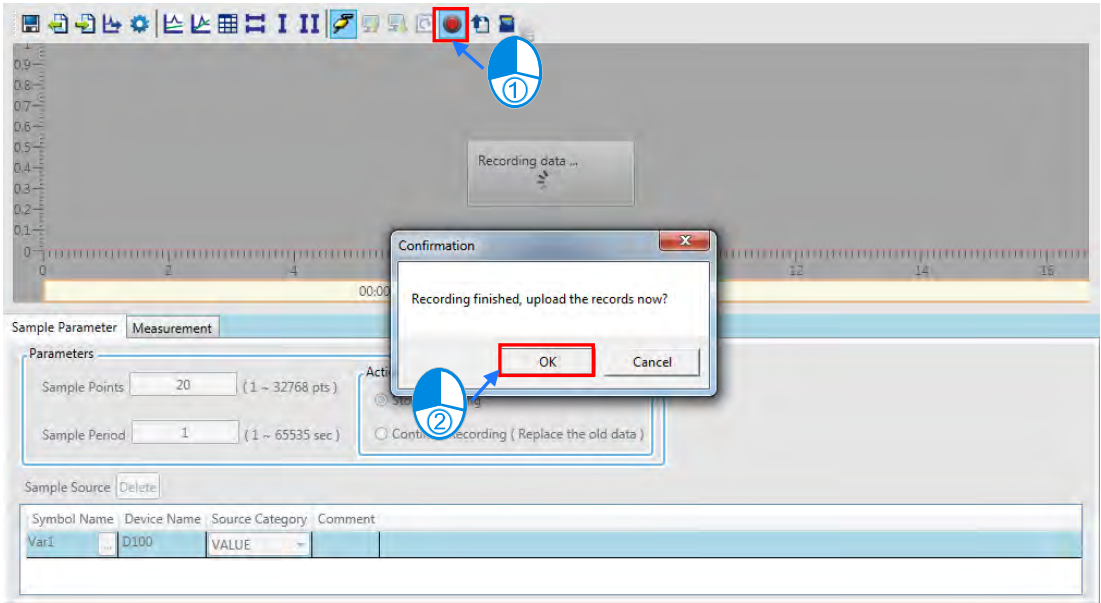 1
0.9
0.8
0.7
0.6
0.5
0.4
0.3
0.2
0.1
0
①
Recording data ...
0 2 4 12 14 16
00:00
Confirmation
Recording finished, upload the records now?
OK Cancel
②
Sample Parameter Measurement
Parameters
Sample Points 20 ( 1 ~ 32768 pts )
Sample Period 1 ( 1 ~ 65535 sec )
Acti
Continue Recording ( Replace the old data )
Sample Source Delete
Symbol Name Device Name Source Category Comment
Var1 ... D100 VALUE